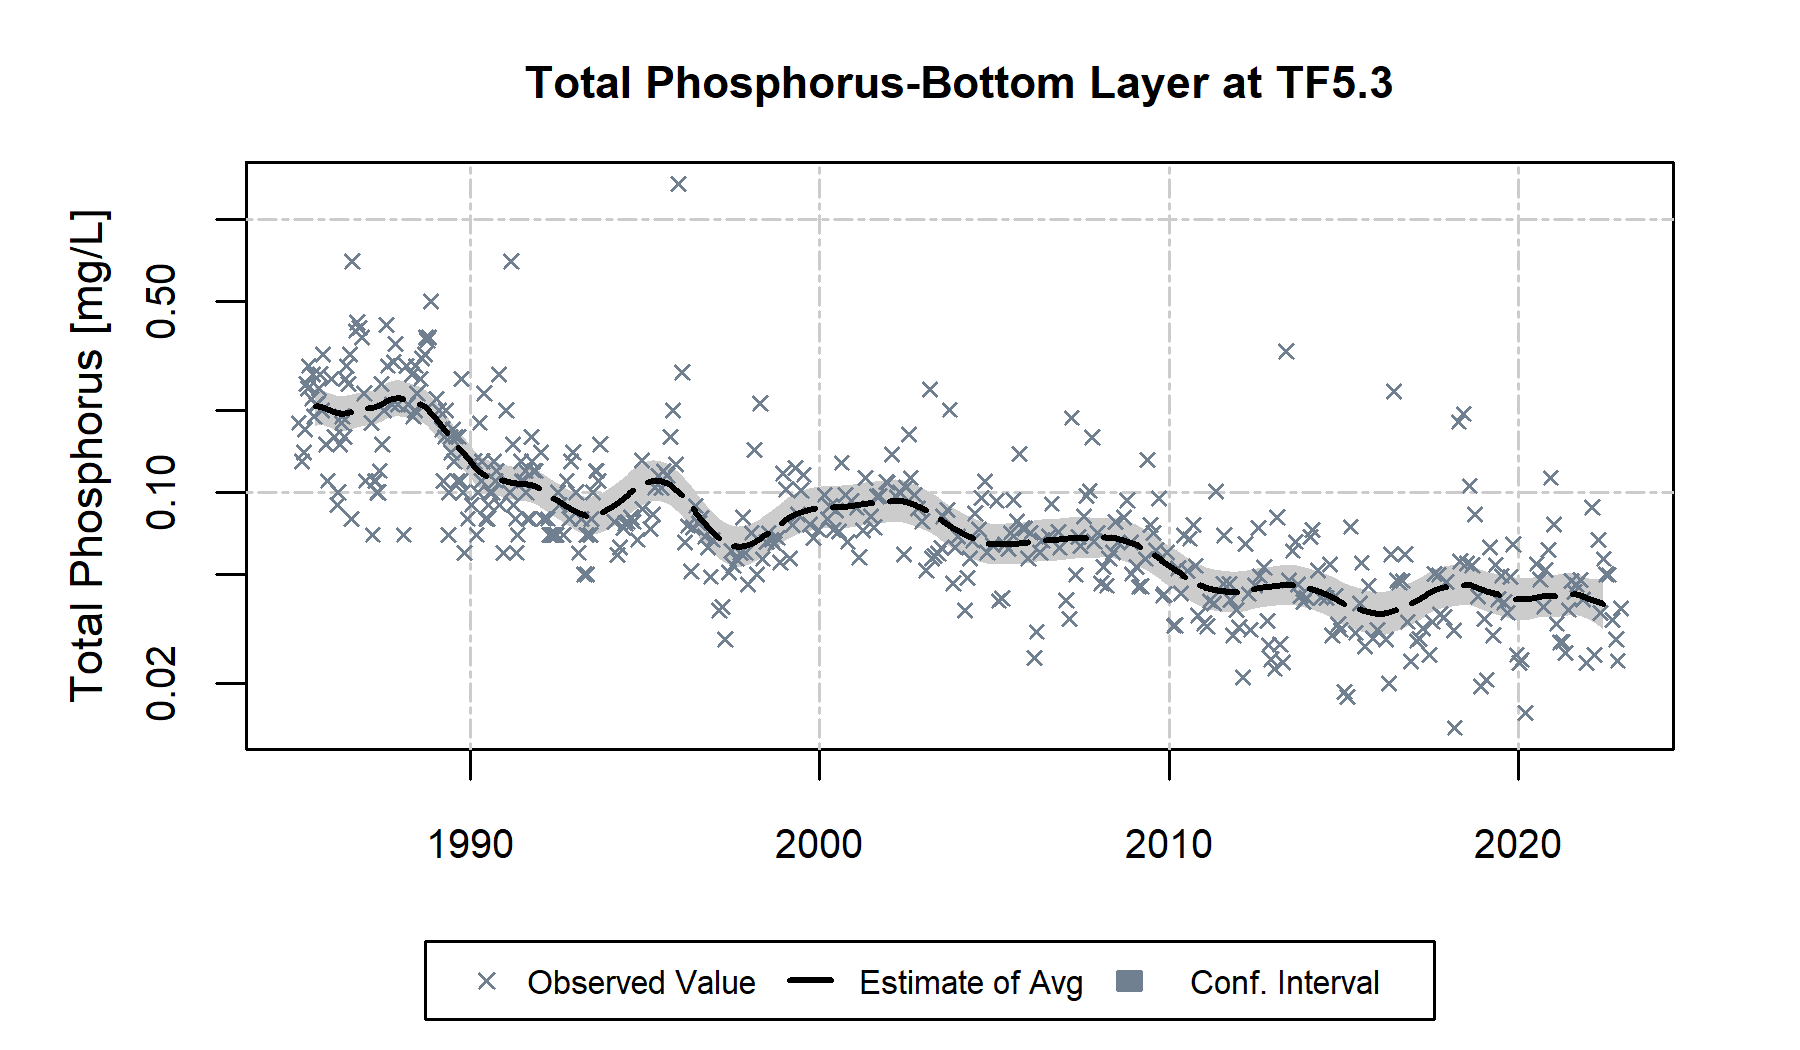 Total Phosphorus-Bottom Layer at TF5.3
Total Phosphorus [mg/L]
0.50
0.10
0.02
1990 2000 2010 2020
Observed Value Estimate of Avg Conf. Interval